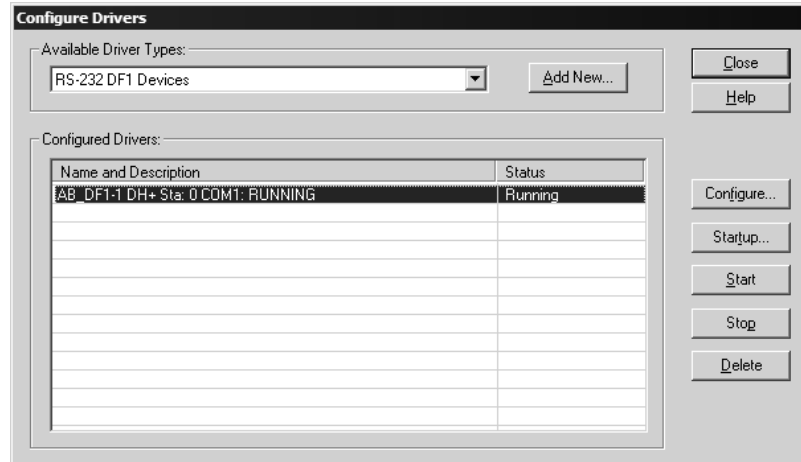 Configure Drivers
Available Driver Types:
RS-232 DF1 Devices
Add New...
Close
Help
Configured Drivers:
Name and Description Status
AB_DF1-1 DH+ Sta: 0 COM1: RUNNING Running
Configure...
Startup...
Start
Stop
Delete